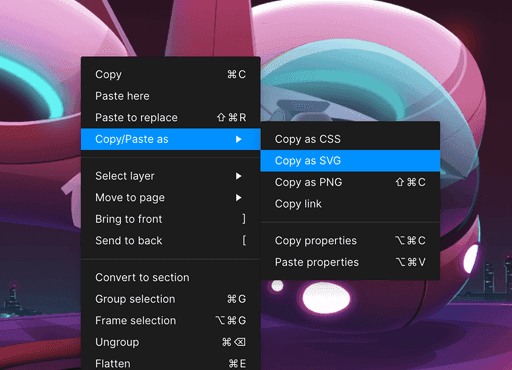 Copy ⌘C
Paste here
Paste to replace ⇧⌘R
Copy/Paste as ▶
Select layer ▶
Move to page ▶
Bring to front ]
Send to back [
Convert to section
Group selection ⌘G
Frame selection ⌥⌘G
Ungroup ⌘⌫
Flatten ⌘E
Copy as CSS
Copy as SVG
Copy as PNG ⇧⌘C
Copy link
Copy properties ⌥⌘C
Paste properties ⌥⌘V